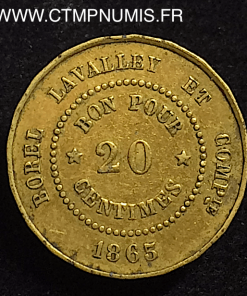 WWW.CTMPNUMIS.FR
BOREL LAVALLEY ET COMPIE
BON POUR
20
CENTIMES
1865